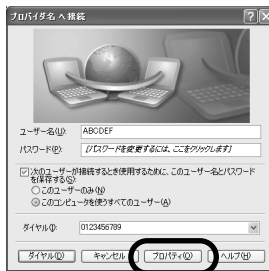 プロバイダ名 へ接続
ユーザー名(U): ABCDEF
パスワード(P): [パスワードを変更するには、ここをクリックします]
次のユーザーが接続するとき使用するために、このユーザー名とパスワード
を保存する(S):
このユーザーのみ(N)
このコンピュータを使うすべてのユーザー(A)
ダイヤル(I): 0123456789
ダイヤル(D) キャンセル プロパティ(O) ヘルプ(H)